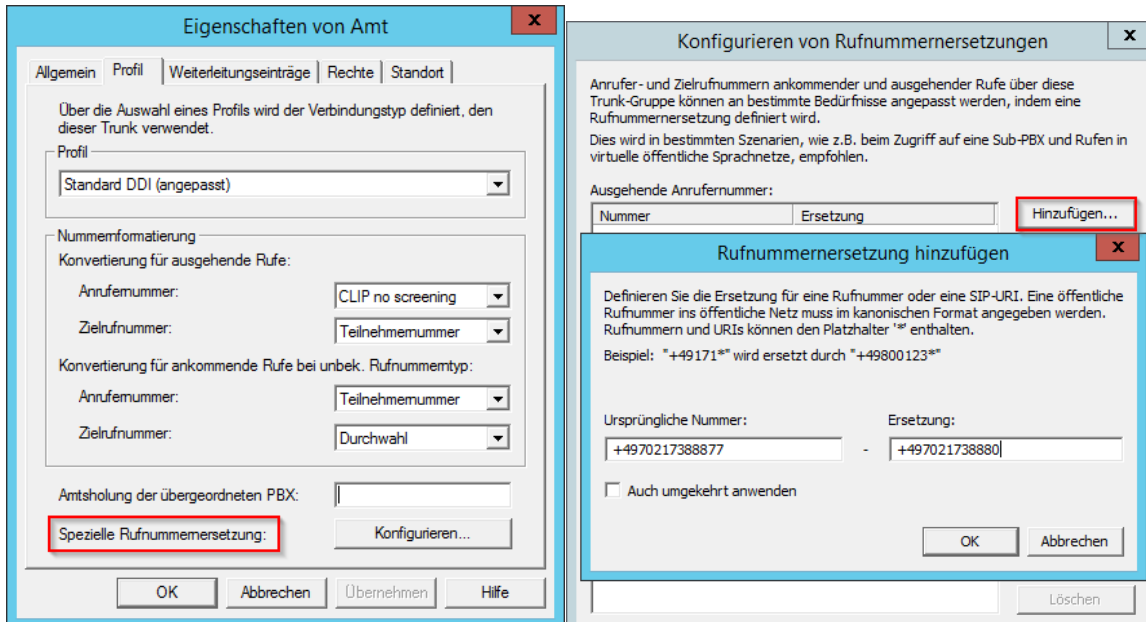 Eigenschaften von Amt
x
Allgemein
Profil
Weiterleitungseinträge
Rechte
Standort
Über die Auswahl eines Profils wird der Verbindungstyp definiert, den
dieser Trunk verwendet.
Profil
Standard DDI (angepasst)
Nummernformatierung
Konvertierung für ausgehende Rufe:
Anrufernummer:
CLIP no screening
Zielrufnummer:
Teilnehmernummer
Konvertierung für ankommende Rufe bei unbek. Rufnummerntyp:
Anrufernummer:
Teilnehmernummer
Zielrufnummer:
Durchwahl
Amtsholung der übergeordneten PBX:
Spezielle Rufnummernersetzung:
Konfigurieren...
OK
Abbrechen
Übernehmen
Hilfe
Konfigurieren von Rufnummernersetzungen
x
Anrufer- und Zielrufnummern ankommender und ausgehender Rufe über diese
Trunk-Gruppe können an bestimmte Bedürfnisse angepasst werden, indem eine
Rufnummernersetzung definiert wird.
Dies wird in bestimmten Szenarien, wie z.B. beim Zugriff auf eine Sub-PBX und Rufen in
virtuelle öffentliche Sprachnetze, empfohlen.
Ausgehende Anrufernummer:
Nummer
Ersetzung
Hinzufügen...
Rufnummernersetzung hinzufügen
x
Definieren Sie die Ersetzung für eine Rufnummer oder eine SIP-URI. Eine öffentliche
Rufnummer ins öffentliche Netz muss im kanonischen Format angegeben werden.
Rufnummern und URIs können den Platzhalter '*' enthalten.
Beispiel: "+49171*" wird ersetzt durch "+49800123*"
Ursprüngliche Nummer:
Ersetzung:
+4970217388877
-
+497021738880
Auch umgekehrt anwenden
OK
Abbrechen
Löschen